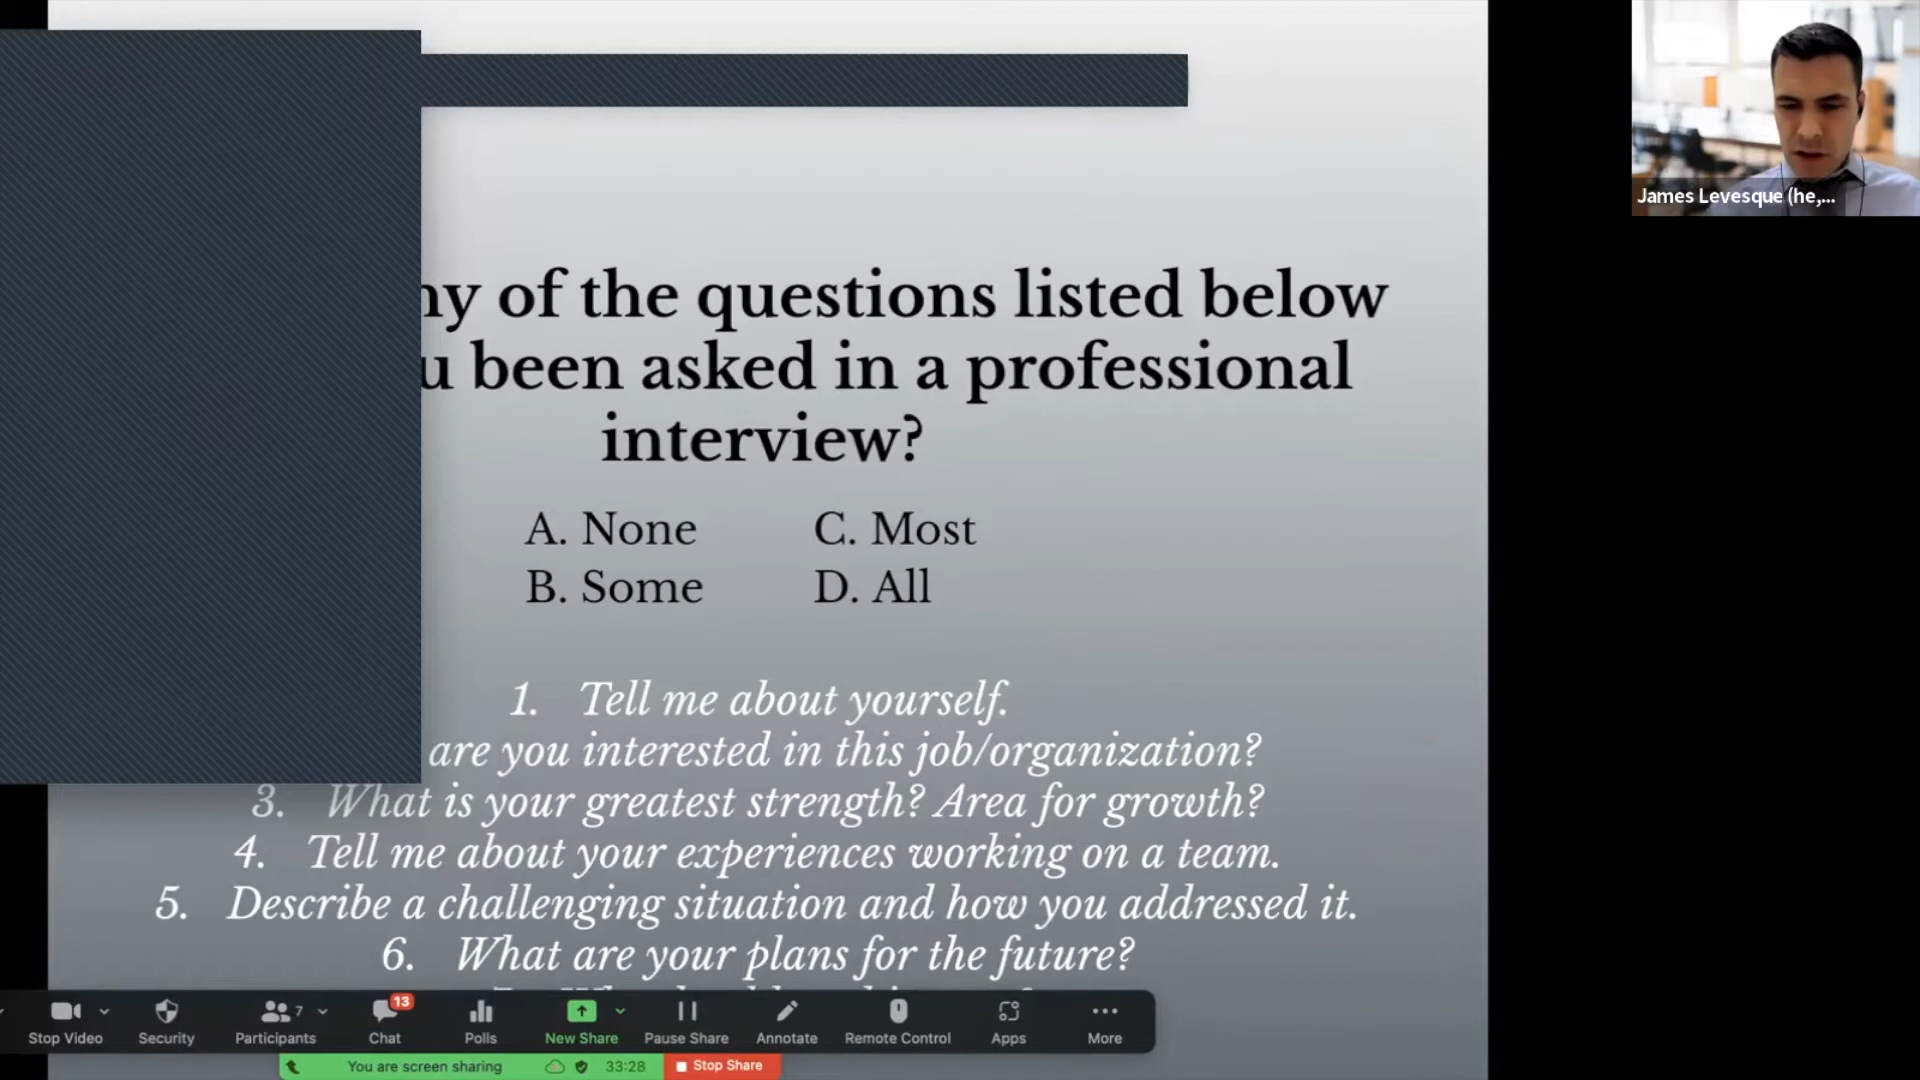 of the questions listed below
been asked in a professional
interview?
A. None
C. Most
B. Some
D. All
1. Tell me about yourself.
are you interested in this job/organization?
3. What is your greatest strength? Area for growth?
4. Tell me about your experiences working on a team.
5. Describe a challenging situation and how you addressed it.
6. What are your plans for the future?
James Levesque (he,...
7
13
Stop Video
Security
Participants
Chat
Polls
New Share
Pause Share
Annotate
Remote Control
Apps
More
You are screen sharing
33:28
Stop Share